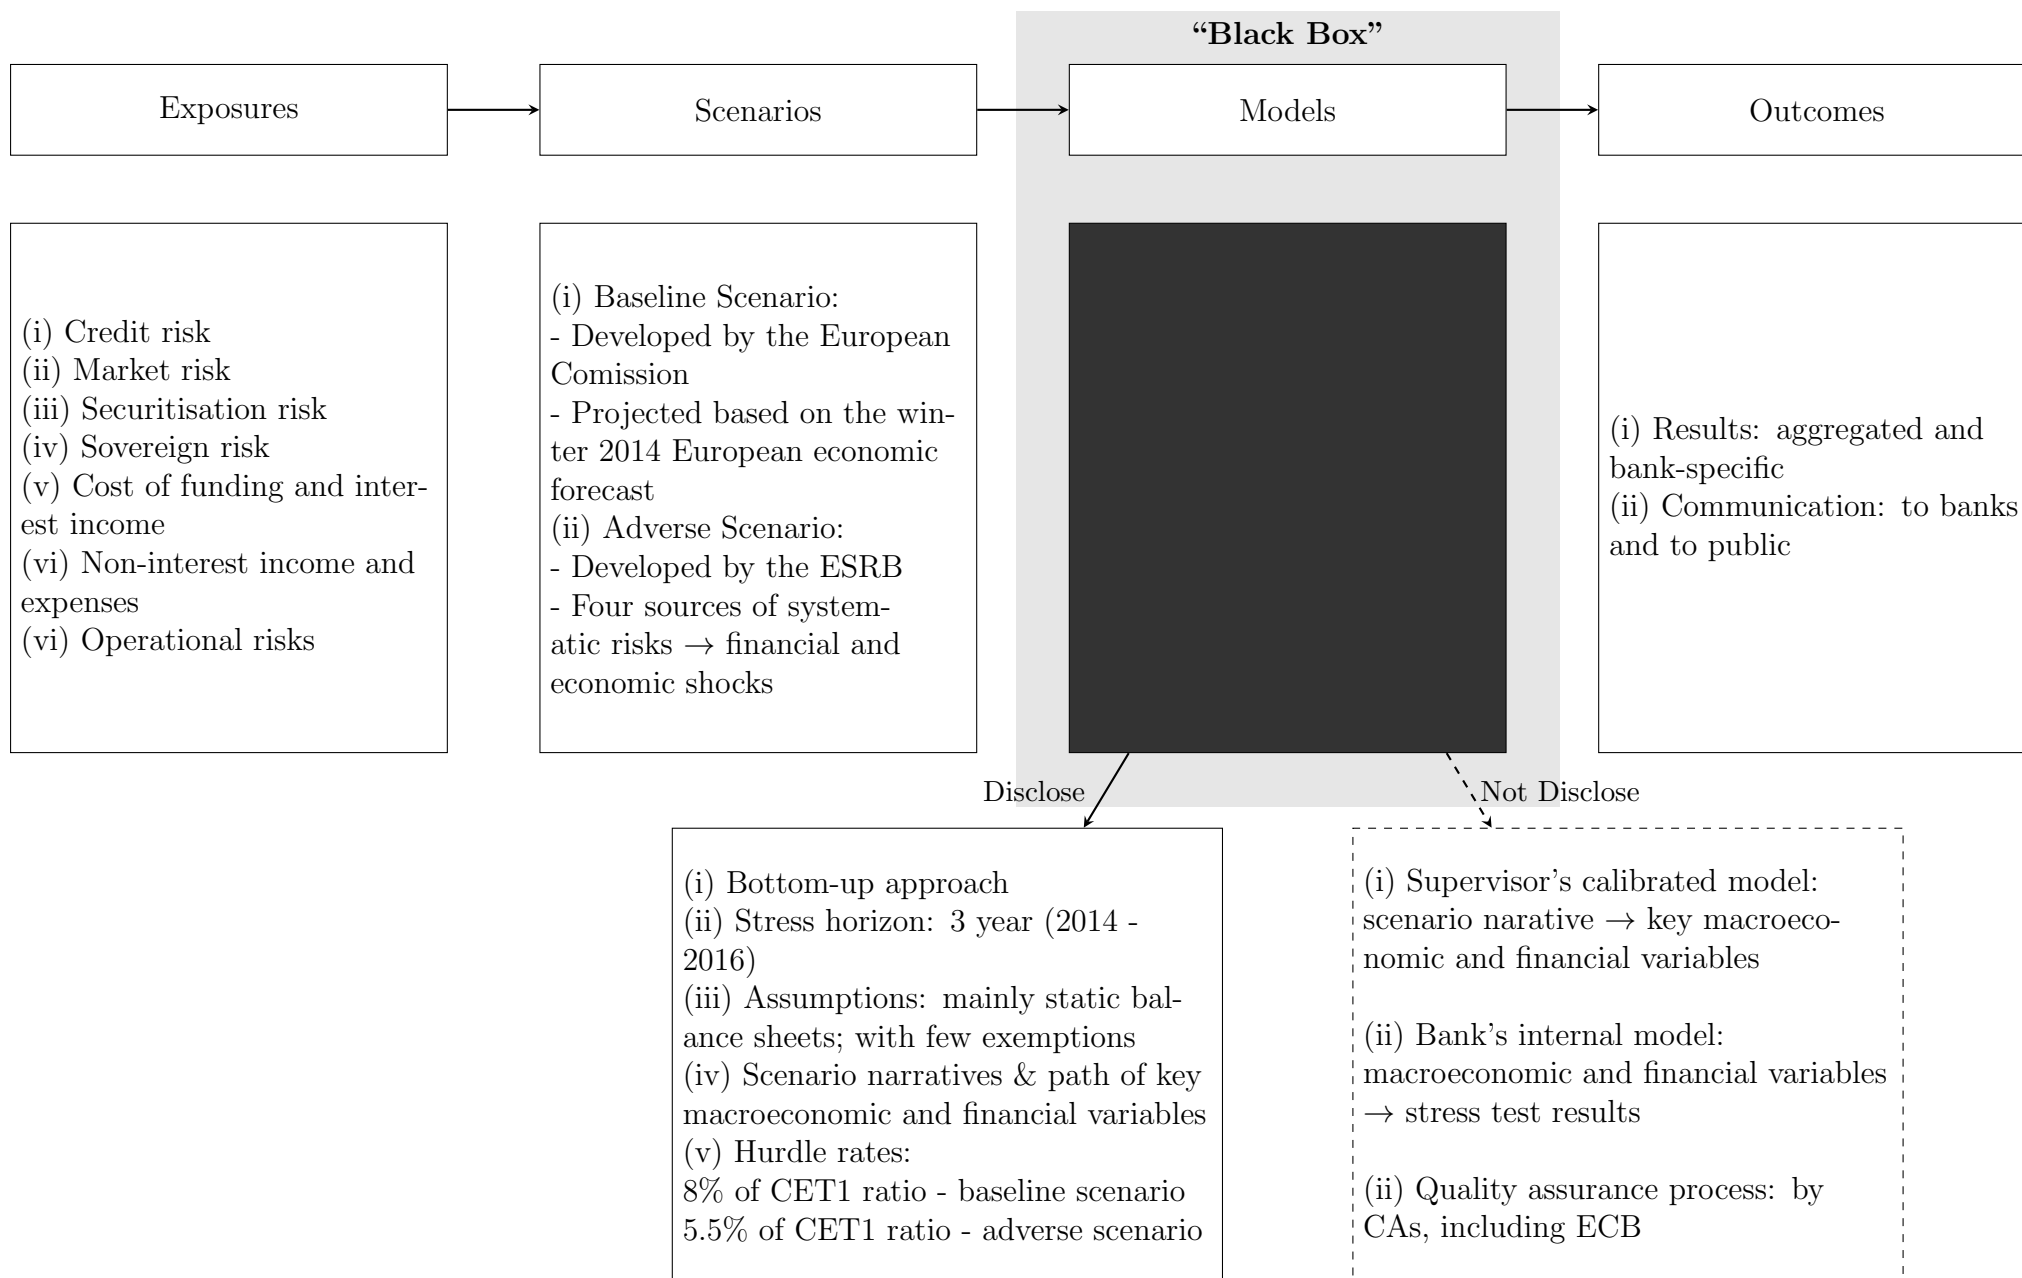 “Black Box”
Exposures
Scenarios
Models
Outcomes
(i) Credit risk
(ii) Market risk
(iii) Securitisation risk
(iv) Sovereign risk
(v) Cost of funding and inter-
est income
(vi) Non-interest income and
expenses
(vi) Operational risks
(i) Baseline Scenario:
- Developed by the European
Comission
- Projected based on the win-
ter 2014 European economic
forecast
(ii) Adverse Scenario:
- Developed by the ESRB
- Four sources of system-
atic risks → financial and
economic shocks
(i) Results: aggregated and
bank-specific
(ii) Communication: to banks
and to public
Disclose
Not Disclose
(i) Bottom-up approach
(ii) Stress horizon: 3 year (2014 -
2016)
(iii) Assumptions: mainly static bal-
ance sheets; with few exemptions
(iv) Scenario narratives & path of key
macroeconomic and financial variables
(v) Hurdle rates:
8% of CET1 ratio - baseline scenario
5.5% of CET1 ratio - adverse scenario
(i) Supervisor’s calibrated model:
scenario narative → key macroeco-
nomic and financial variables
(ii) Bank’s internal model:
macroeconomic and financial variables
→ stress test results
(ii) Quality assurance process: by
CAs, including ECB